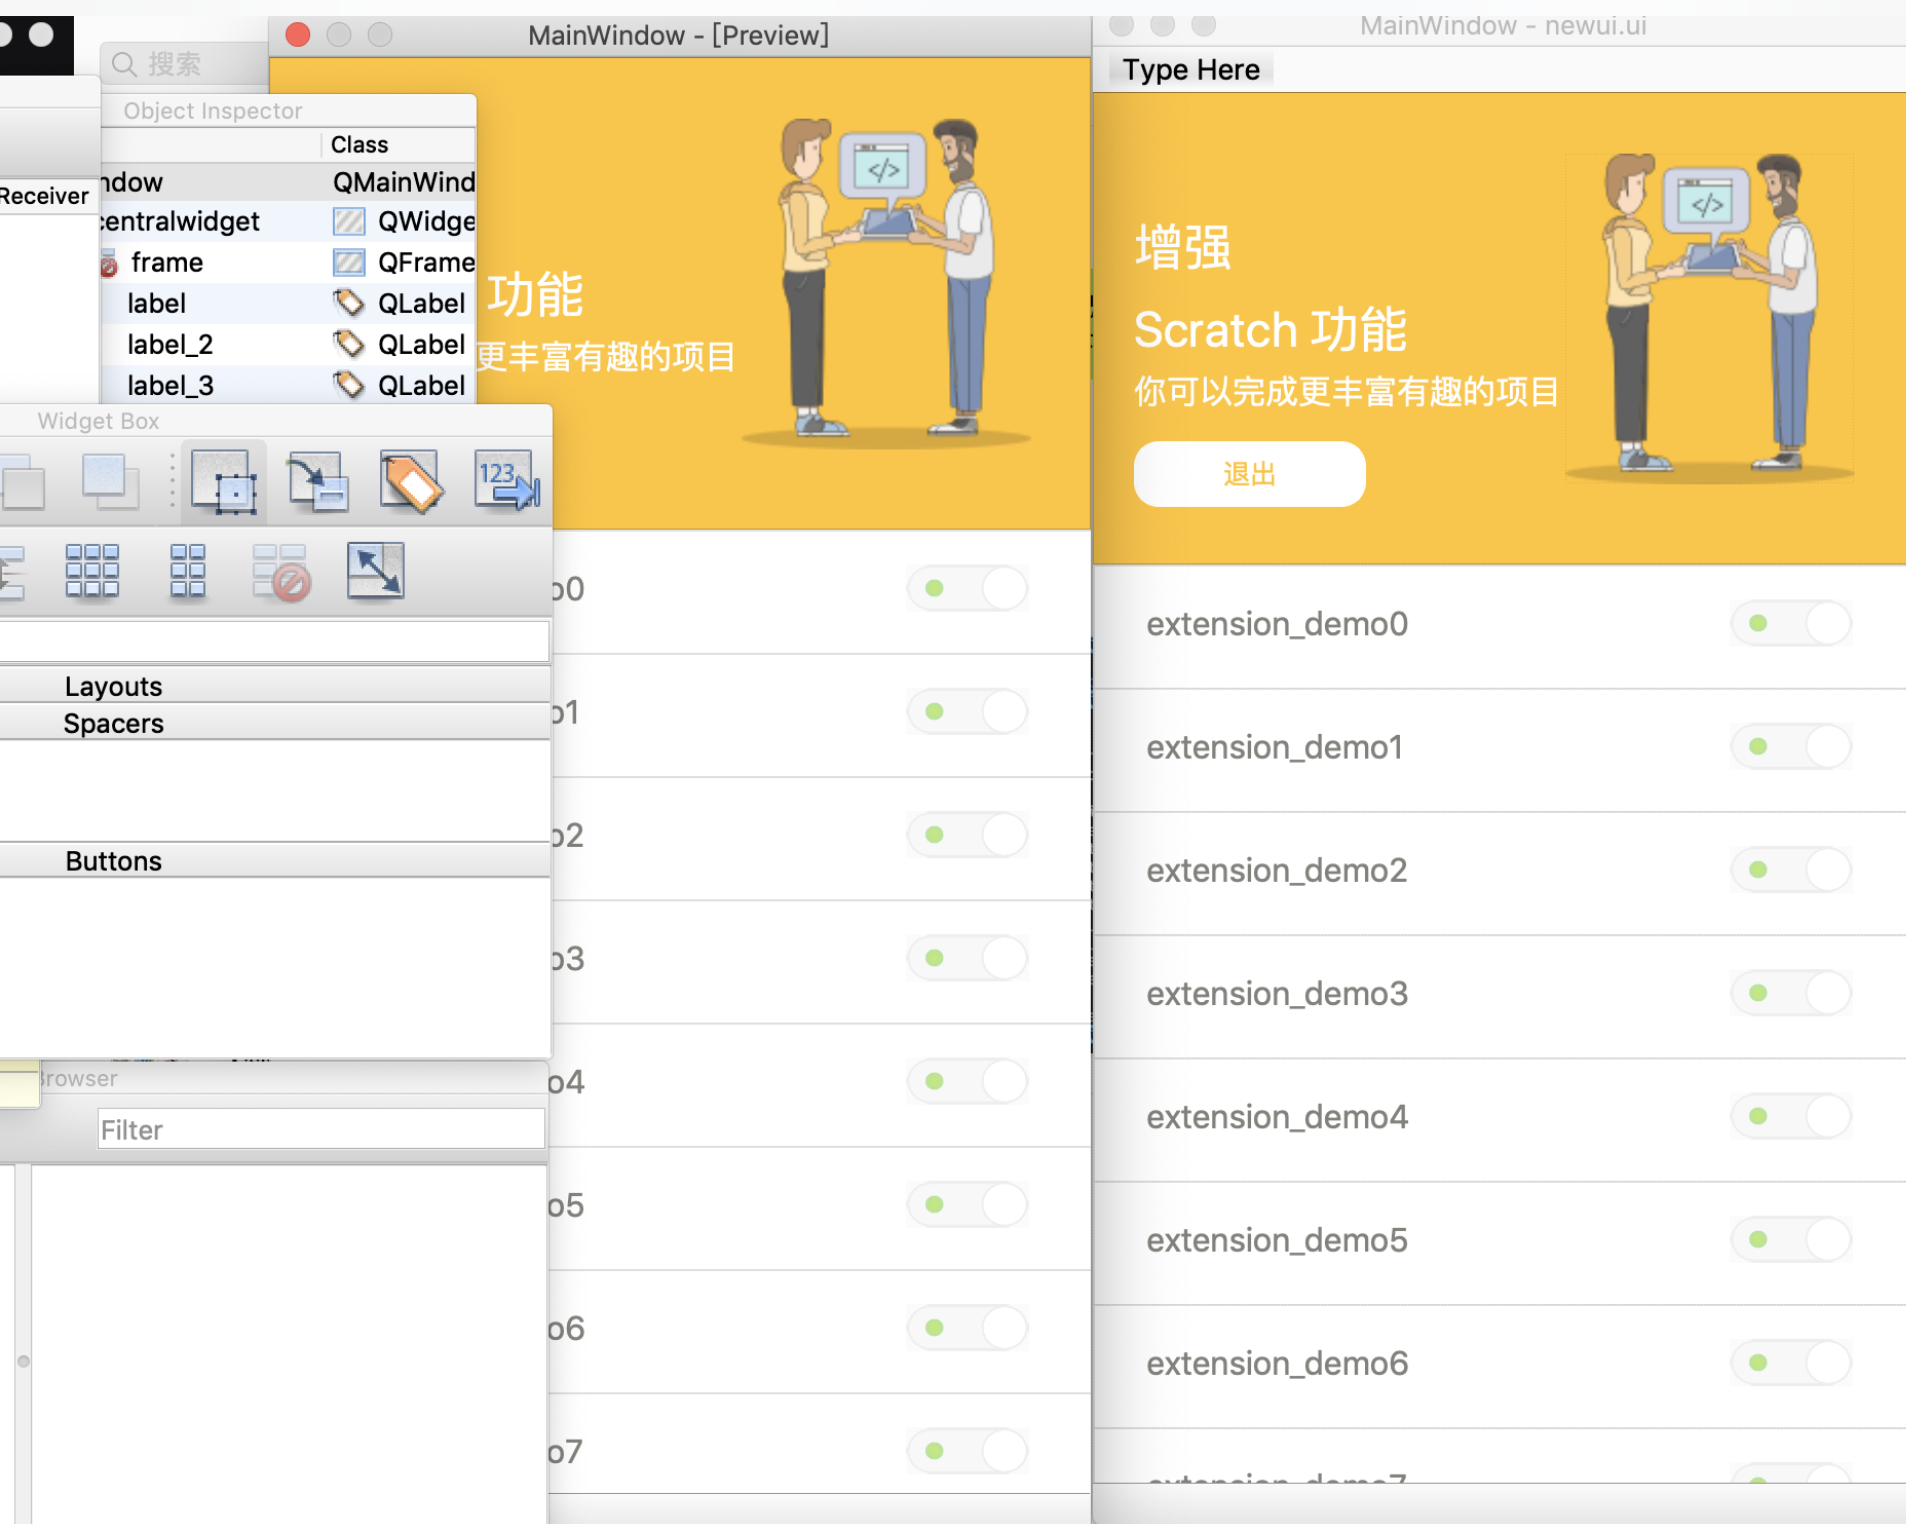 MainWindow - [Preview]
MainWindow - newui.ui
搜索
Type Here
Object Inspector
Class
ndow
QMainWind
Receiver
centralwidget
QWidge
frame
QFrame
label
QLabel
label_2
QLabel
label_3
QLabel
</>
功能
更丰富有趣的项目
</>
增强
Scratch 功能
你可以完成更丰富有趣的项目
退出
Widget Box
123
Layouts
Spacers
Buttons
Browser
Filter
o0
o1
o2
o3
o4
o5
o6
o7
extension_demo0
extension_demo1
extension_demo2
extension_demo3
extension_demo4
extension_demo5
extension_demo6
extension_demo7